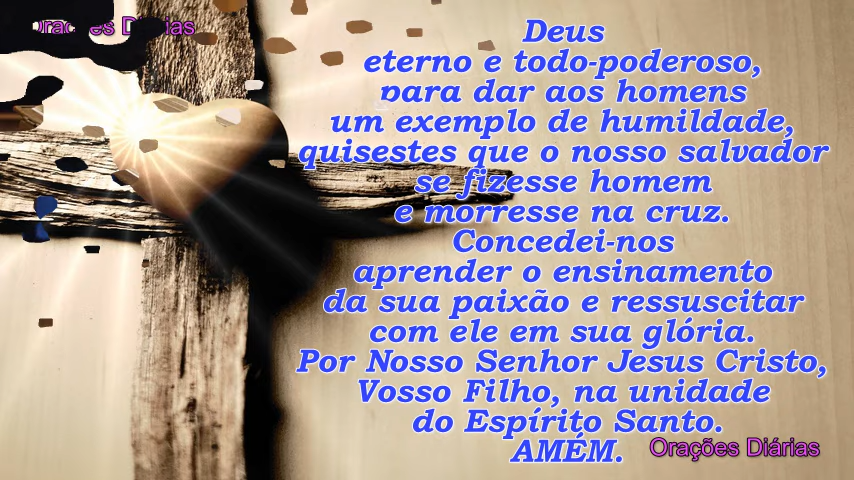 Orações Diárias
Deus
eterno e todo-poderoso,
para dar aos homens
um exemplo de humildade,
quisestes que o nosso salvador
se fizesse homem
e morresse na cruz.
Concedei-nos
aprender o ensinamento
da sua paixão e ressuscitar
com ele em sua glória.
Por Nosso Senhor Jesus Cristo,
Vosso Filho, na unidade
do Espírito Santo.
AMÉM.
Orações Diárias